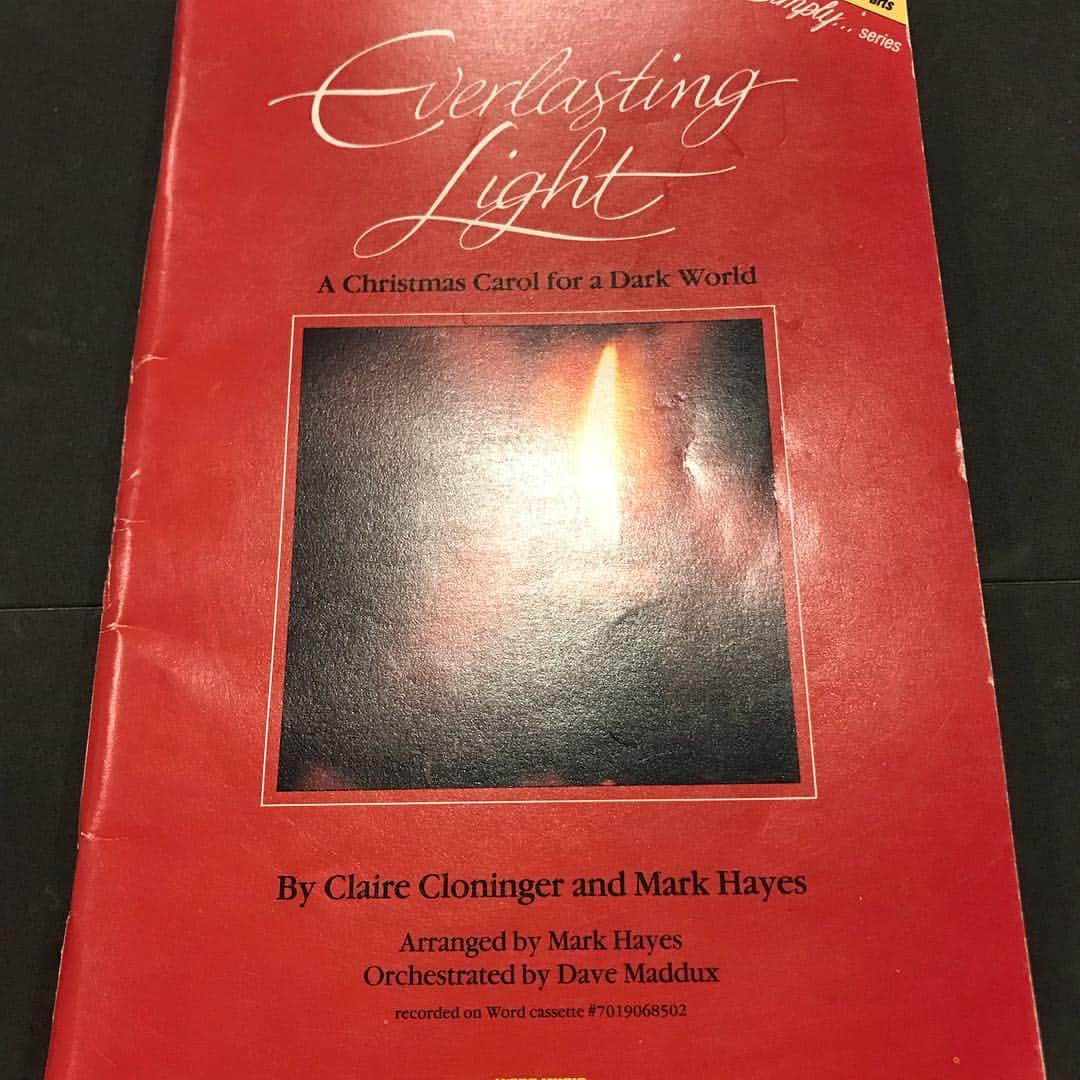 arts
series
Everlasting
Light
A Christmas Carol for a Dark World
By Claire Cloninger and Mark Hayes
Arranged by Mark Hayes
Orchestrated by Dave Maddux
recorded on Word cassette #7019068502